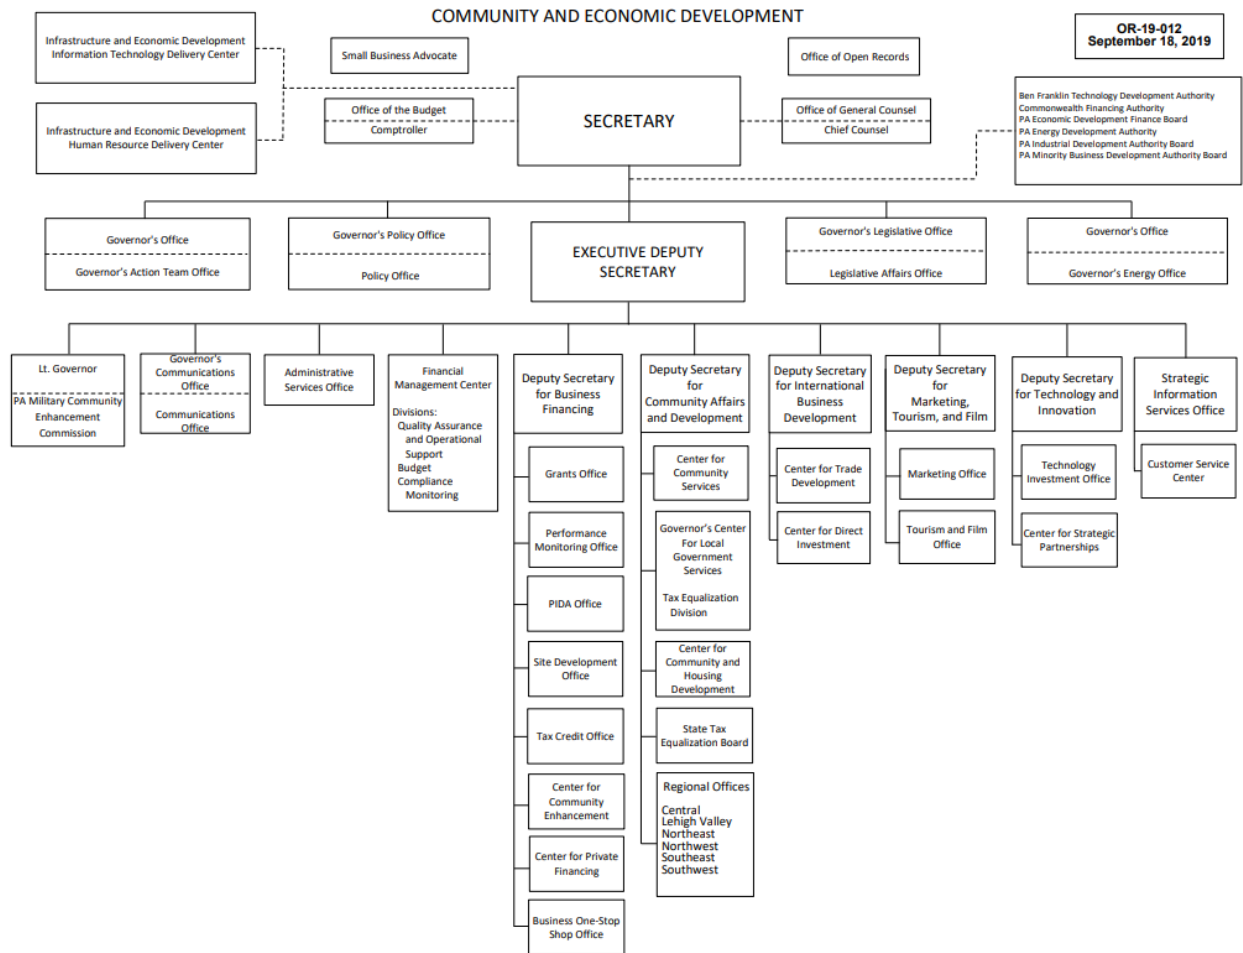 COMMUNITY AND ECONOMIC DEVELOPMENT
OR-19-012
September 18, 2019
Infrastructure and Economic Development
Information Technology Delivery Center
Small Business Advocate
Office of Open Records
Infrastructure and Economic Development
Human Resource Delivery Center
Office of the Budget
Comptroller
SECRETARY
Office of General Counsel
Chief Counsel
Ben Franklin Technology Development Authority
Commonwealth Financing Authority
PA Economic Development Finance Board
PA Energy Development Authority
PA Industrial Development Authority Board
PA Minority Business Development Authority Board
Governor's Office
Governor's Action Team Office
Governor's Policy Office
Policy Office
EXECUTIVE DEPUTY
SECRETARY
Governor's Legislative Office
Legislative Affairs Office
Governor's Office
Governor's Energy Office
Lt. Governor
PA Military Community
Enhancement
Commission
Governor's
Communications
Office
Communications
Office
Administrative
Services Office
Financial
Management Center
Divisions:
Quality Assurance
and Operational
Support
Budget
Compliance
Monitoring
Deputy Secretary
for Business
Financing
Grants Office
Performance
Monitoring Office
PIDA Office
Site Development
Office
Tax Credit Office
Center for
Community
Enhancement
Center for Private
Financing
Business One-Stop
Shop Office
Deputy Secretary
for
Community Affairs
and Development
Center for
Community
Services
Governor's Center
For Local
Government
Services
Tax Equalization
Division
Center for
Community and
Housing
Development
State Tax
Equalization Board
Regional Offices
Central
Lehigh Valley
Northeast
Northwest
Southeast
Southwest
Deputy Secretary
for International
Business
Development
Center for Trade
Development
Center for Direct
Investment
Deputy Secretary
for
Marketing,
Tourism, and Film
Marketing Office
Tourism and Film
Office
Deputy Secretary
for Technology and
Innovation
Technology
Investment Office
Center for Strategic
Partnerships
Strategic
Information
Services Office
Customer Service
Center